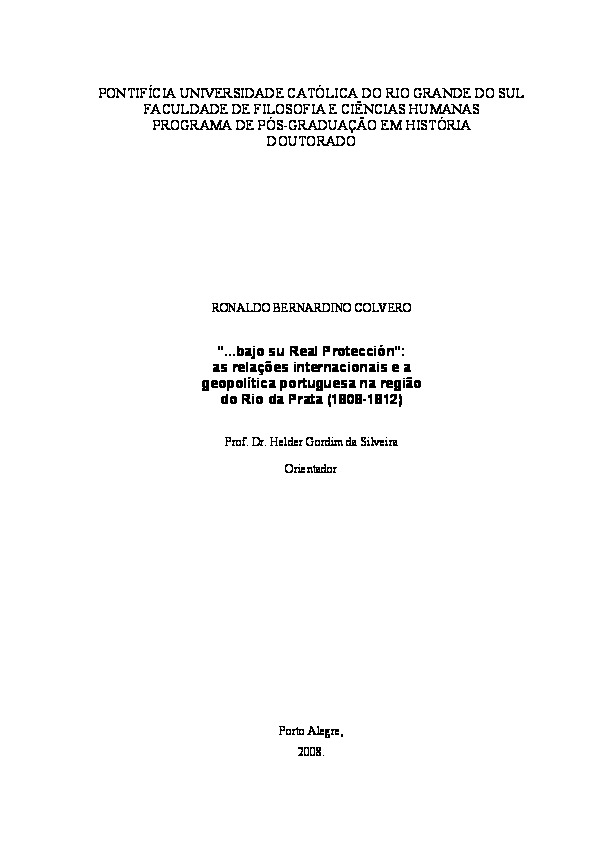 PONTIFÍCIA UNIVERSIDADE CATÓLICA DO RIO GRANDE DO SUL
FACULDADE DE FILOSOFIA E CIÊNCIAS HUMANAS
PROGRAMA DE PÓS-GRADUAÇÃO EM HISTÓRIA
DOUTORADO
RONALDO BERNARDINO COLVERO
"...bajo su Real Protección":
as relações internacionais e a
geopolítica portuguesa na região
do Rio da Prata (1808-1812)
Prof. Dr. Helder Gordim da Silveira
Orientador
Porto Alegre,
2008.